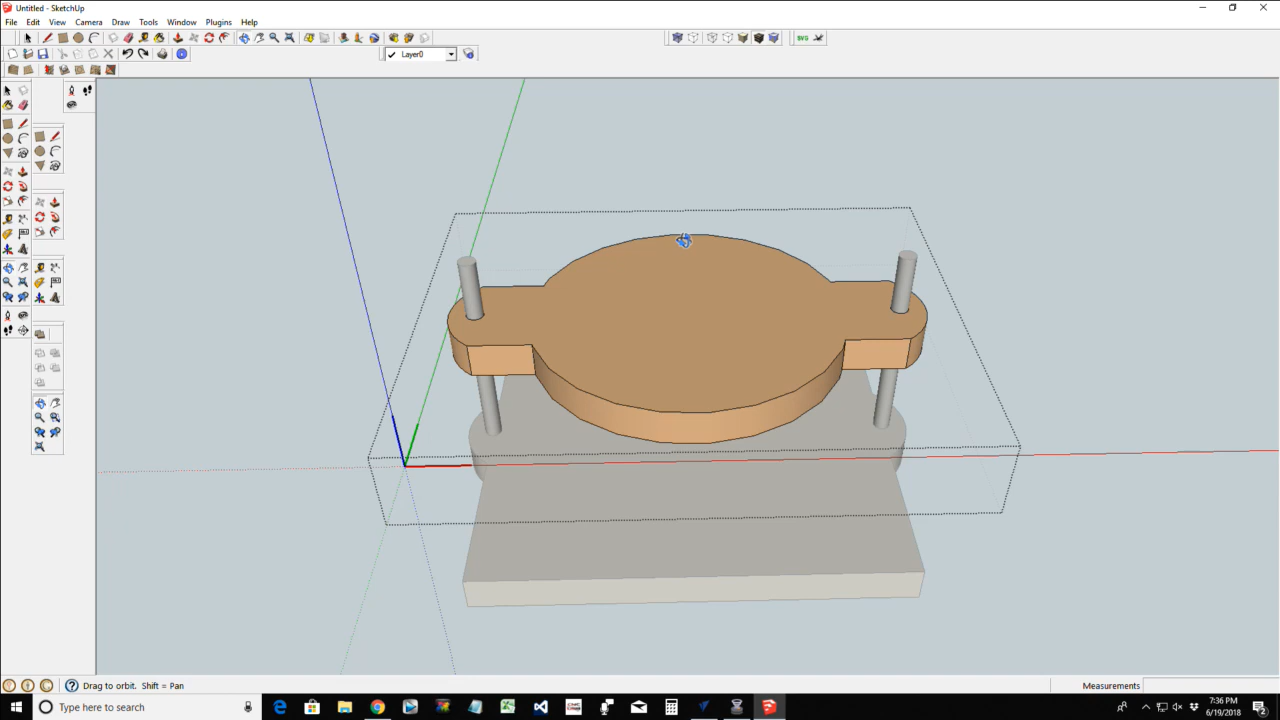 Untitled - SketchUp
File Edit View Camera Draw Tools Window Plugins Help
SVG
Layer0
Drag to orbit. Shift = Pan
Measurements
Type here to search
7:36 PM
6/19/2018